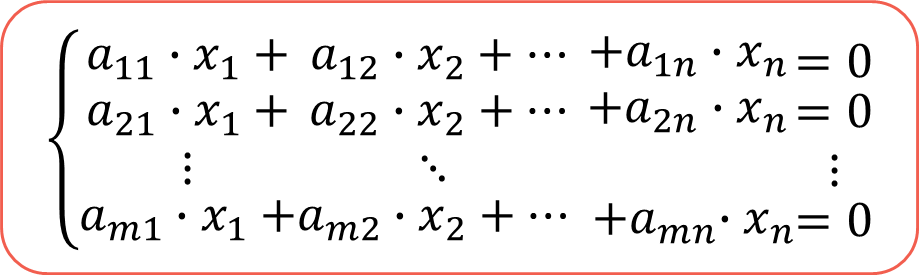 a₁₁ · x₁ + a₁₂ · x₂ + ⋯ +a₁ₙ · xₙ = 0
a₂₁ · x₁ + a₂₂ · x₂ + ⋯ +a₂ₙ · xₙ = 0
⋮ ⋱ ⋮
aₘ₁ · x₁ +aₘ₂ · x₂ + ⋯ +aₘₙ· xₙ = 0